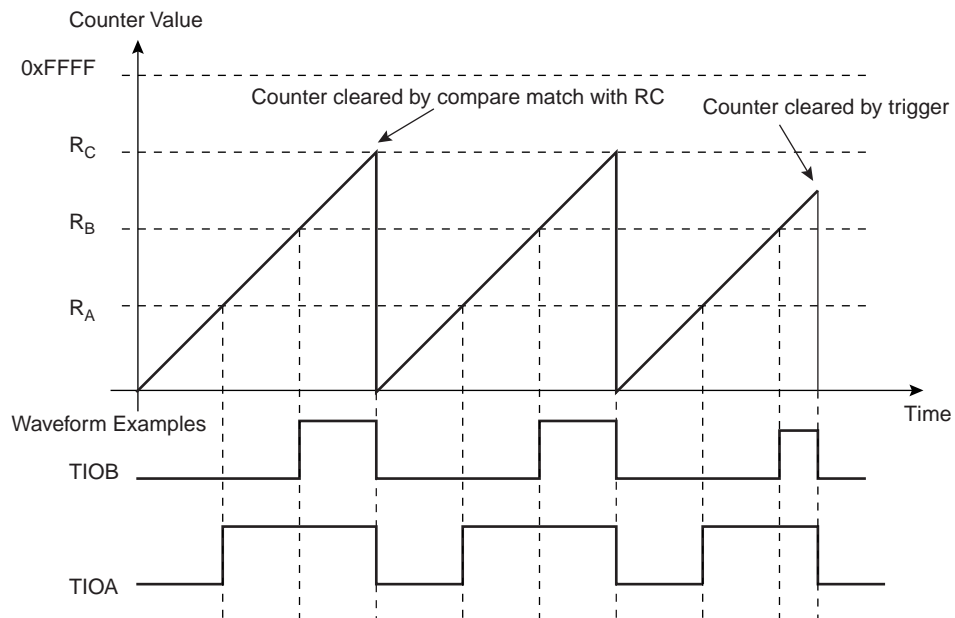 Counter Value
0xFFFF
Counter cleared by compare match with RC
Counter cleared by trigger
RC
RB
RA
Time
Waveform Examples
TIOB
TIOA